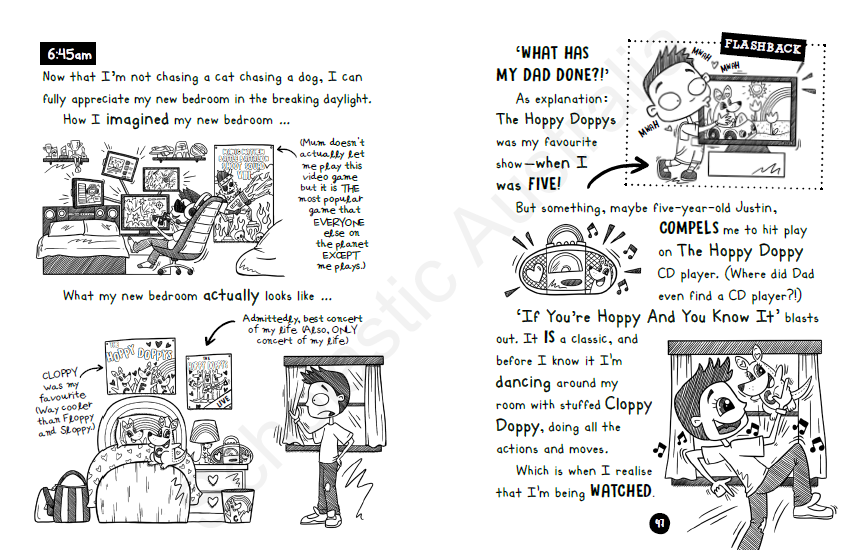 6:45am
Now that I'm not chasing a cat chasing a dog, I can
fully appreciate my new bedroom in the breaking daylight.
How I imagined my new bedroom ...
(Mum doesn't
actually let
me play this
video game
but it is THE
most popular
game that
EVERYONE
else on
the planet
EXCEPT
me plays.)
What my new bedroom actually looks like ...
Admittedly, best concert
of my life (Also, ONLY
concert of my life)
THE
HOPPY DOPPYS
THE
HOPPY DOPPYS
LIVE
CLOPPY
was my
favourite
(Way cooler
than Floppy
and Sloppy.)
'WHAT HAS
MY DAD DONE?!'
As explanation:
The Hoppy Doppys
was my favourite
show—when I
was FIVE!
FLASHBACK
MWAH
MWAH
MWAH
MWAH
But something, maybe five-year-old Justin,
COMPELS me to hit play
on The Hoppy Doppy
CD player. (Where did Dad
even find a CD player?!)
'If You're Hoppy And You Know It' blasts
out. It IS a classic, and
before I know it I'm
dancing around my
room with stuffed Cloppy
Doppy, doing all the
actions and moves.
Which is when I realise
that I'm being WATCHED.
97
Scholastic Australia